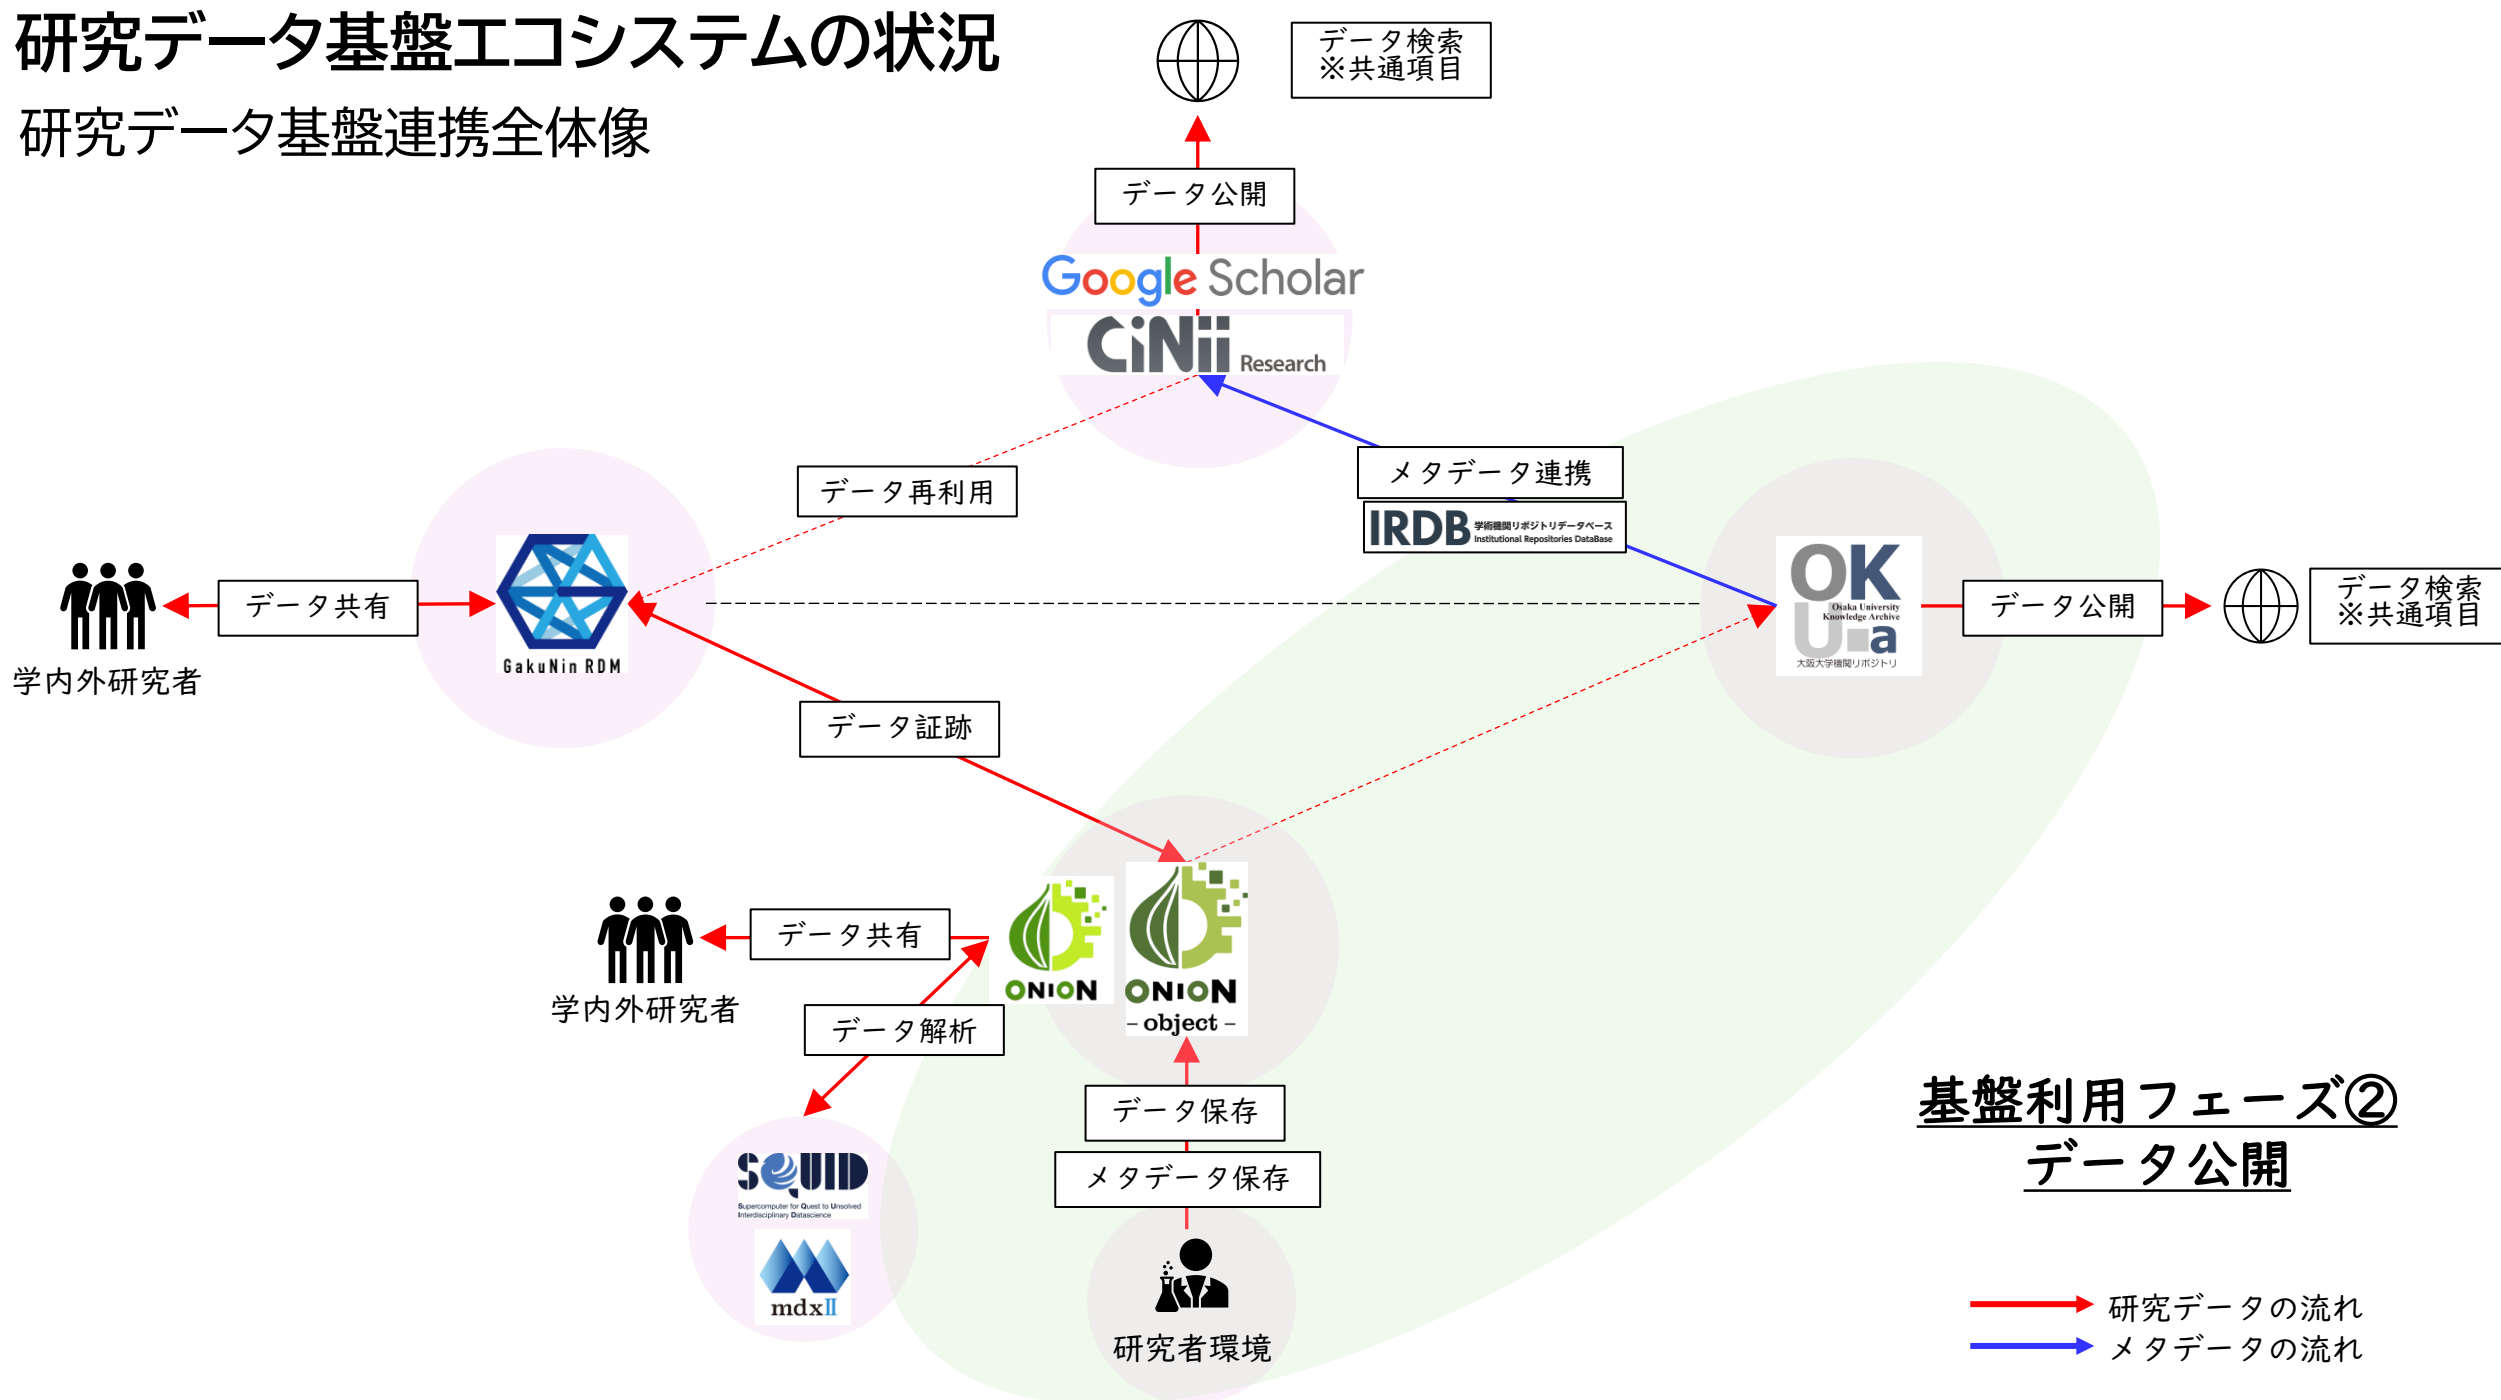 研究データ基盤エコシステムの状況
研究データ基盤連携全体像
データ検索
※共通項目
データ公開
Google Scholar
CiNii
Research
メタデータ連携
データ再利用
IRDB 学術機関リポジトリデータベース
Institutional Repositories DataBase
データ共有
学内外研究者
GakuNin RDM
OUKa
Osaka University
Knowledge Archive
大阪大学機関リポジトリ
データ公開
データ検索
※共通項目
データ証跡
データ共有
学内外研究者
ONION
ONION
- object -
データ解析
データ保存
メタデータ保存
SQUID
Supercomputer for Quest to Unsolved
Interdisciplinary Datascience
mdxII
研究者環境
基盤利用フェーズ②
データ公開
研究データの流れ
メタデータの流れ